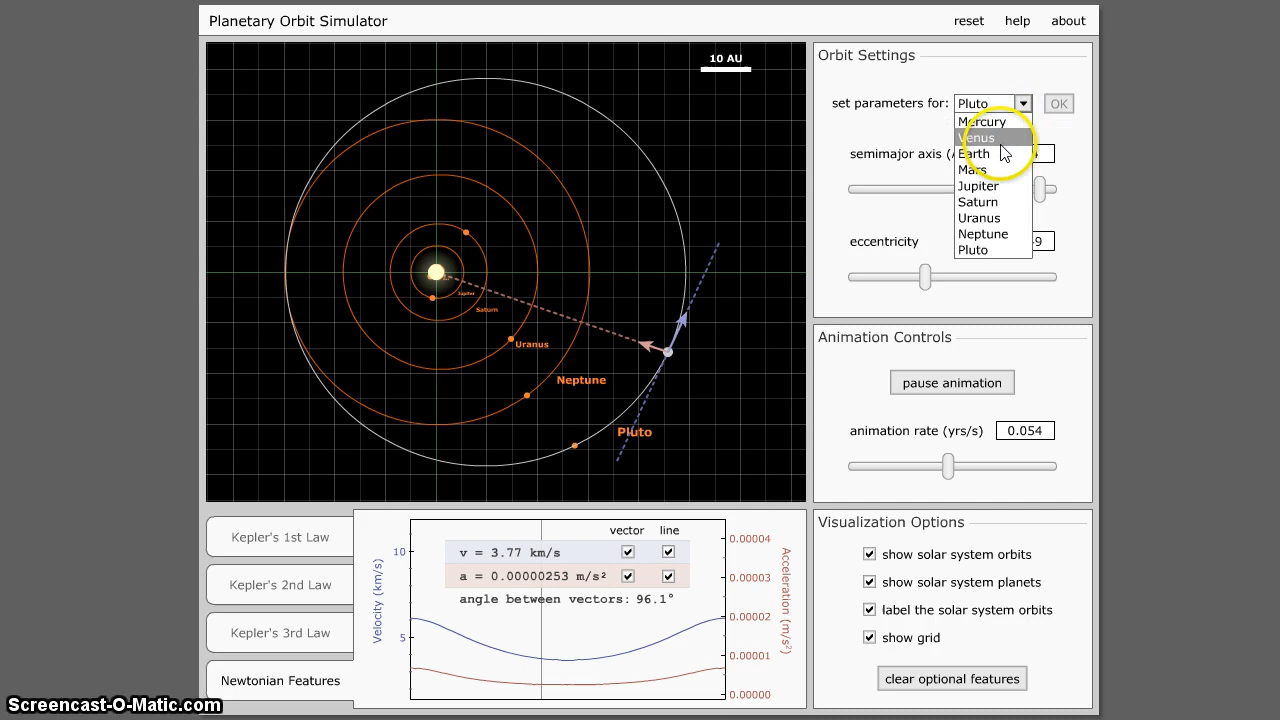 Planetary Orbit Simulator
reset help about
10 AU
Jupiter
Saturn
Uranus
Neptune
Pluto
Orbit Settings
set parameters for: Pluto OK
Mercury
Venus
semimajor axis (
Earth
Mars
Jupiter
Saturn
Uranus
Neptune
Pluto
eccentricity 9
Animation Controls
pause animation
animation rate (yrs/s) 0.054
Kepler's 1st Law
Kepler's 2nd Law
Kepler's 3rd Law
Newtonian Features
Velocity (km/s)
10
5
vector line
v = 3.77 km/s
a = 0.00000253 m/s²
angle between vectors: 96.1°
0.00004
0.00003
0.00002
0.00001
0.00000
Acceleration (m/s²)
Visualization Options
show solar system orbits
show solar system planets
label the solar system orbits
show grid
clear optional features
Screencast-O-Matic.com